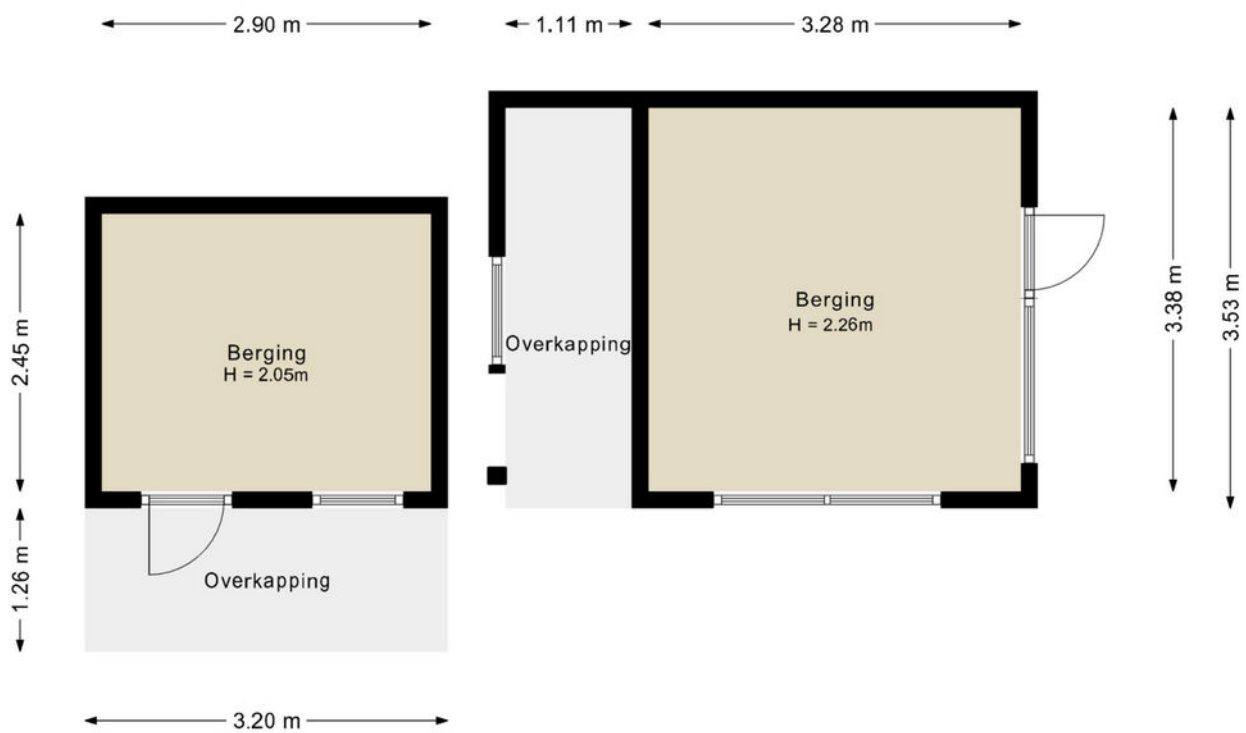 2.90 m
1.11 m
3.28 m
Berging
H = 2.26m
Overkapping
3.38 m
3.53 m
2.45 m
Berging
H = 2.05m
1.26 m
Overkapping
3.20 m